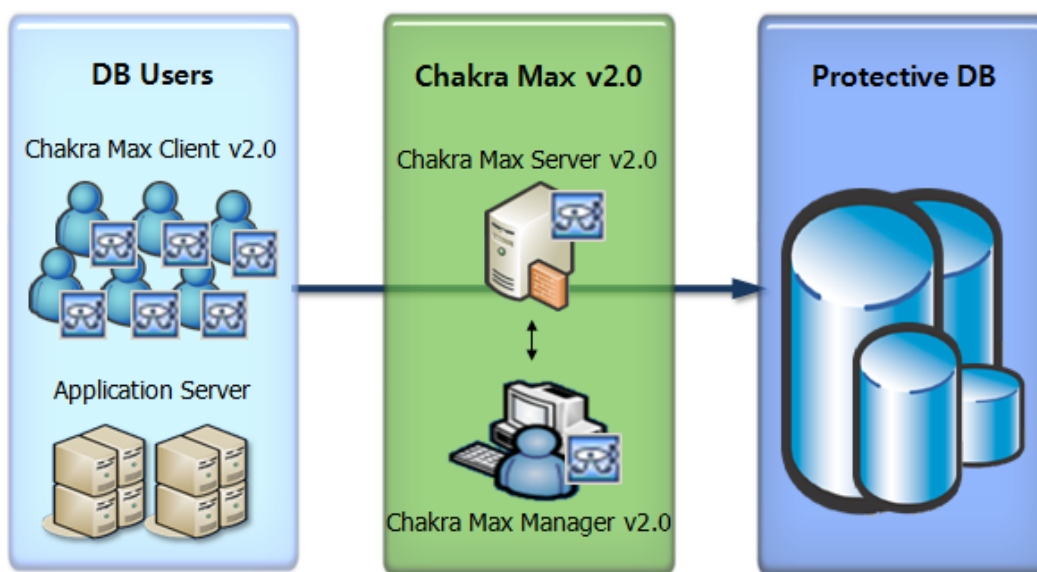 DB Users
Chakra Max Client v2.0
Application Server
Chakra Max v2.0
Chakra Max Server v2.0
Chakra Max Manager v2.0
Protective DB